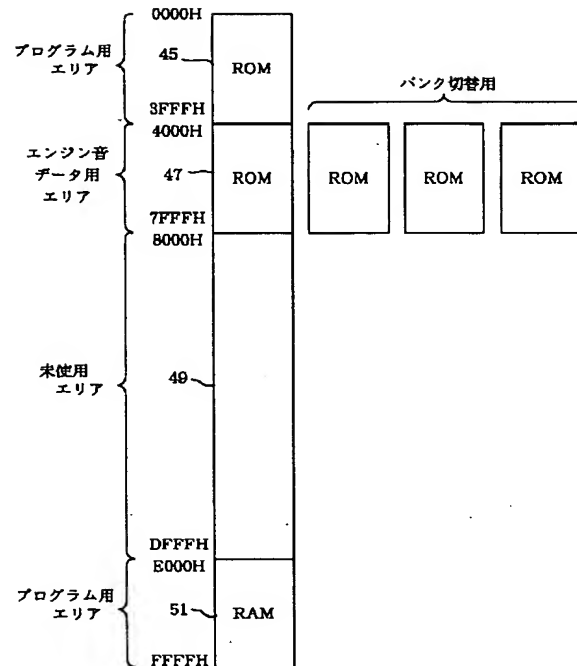 0000H
プログラム用
エリア
45
ROM
3FFFH
バンク切替用
4000H
エンジン音
データ用
エリア
47
ROM
ROM
ROM
ROM
7FFFH
8000H
未使用
エリア
49
DFFFH
E000H
プログラム用
エリア
51
RAM
FFFFH